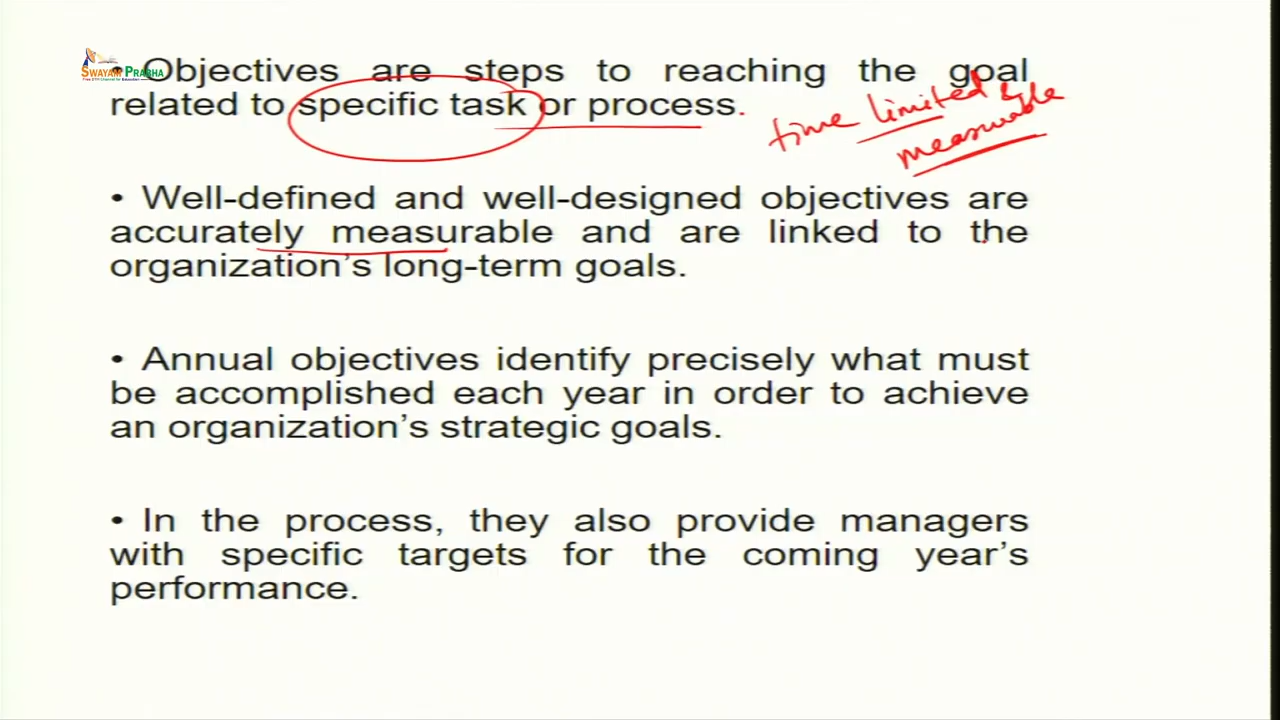 SWAYAM PRABHA
• Objectives are steps to reaching the goal
related to specific task or process.
time limited &
measurable
• Well-defined and well-designed objectives are
accurately measurable and are linked to the
organization's long-term goals.
• Annual objectives identify precisely what must
be accomplished each year in order to achieve
an organization's strategic goals.
• In the process, they also provide managers
with specific targets for the coming year's
performance.